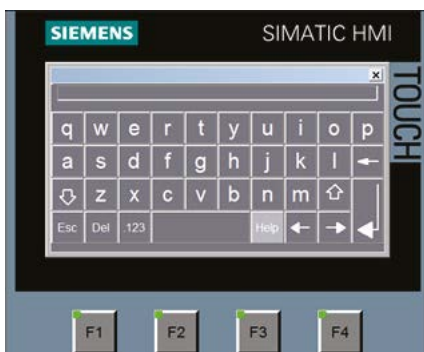 SIEMENS SIMATIC HMI
TOUCH
q w e r t y u i o p
a s d f g h j k l
z x c v b n m
Esc Del .123 Help
F1 F2 F3 F4